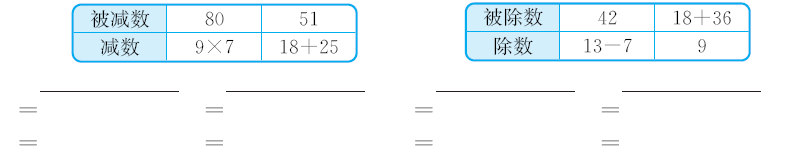 被减数 80 51
减数 9×7 18+25
被除数 42 18+36
除数 13-7 9
= = = =
= = = =